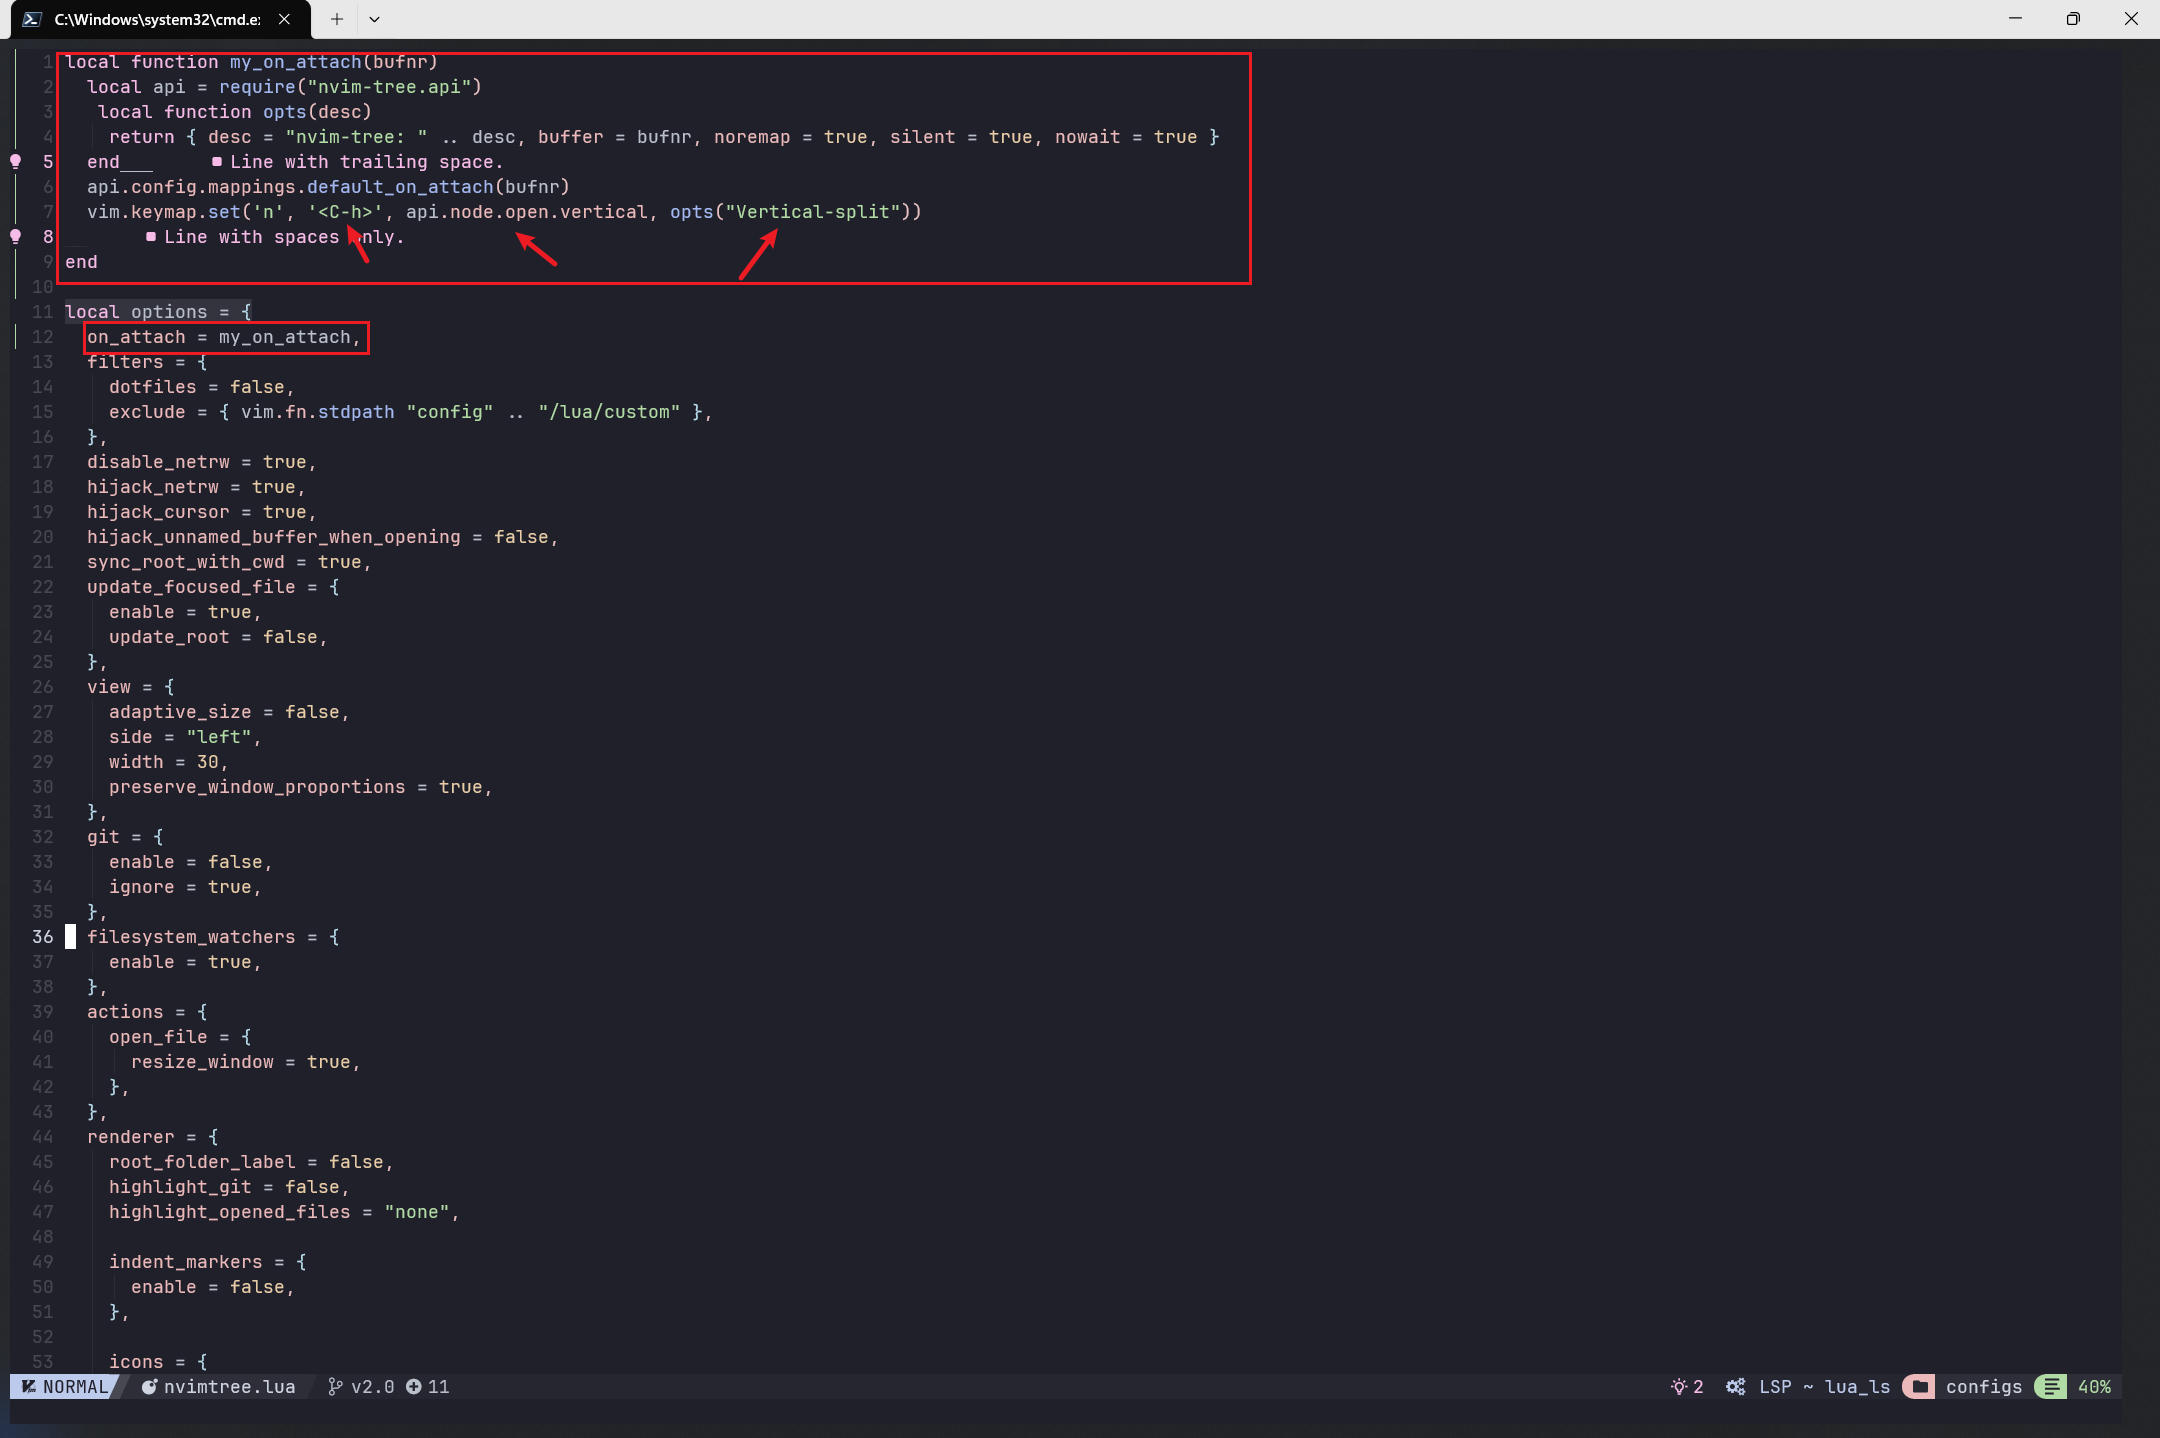 C:\Windows\system32\cmd.e
1 local function my_on_attach(bufnr)
2 local api = require("nvim-tree.api")
3 local function opts(desc)
4 return { desc = "nvim-tree: " .. desc, buffer = bufnr, noremap = true, silent = true, nowait = true }
5 end___ ■ Line with trailing space.
6 api.config.mappings.default_on_attach(bufnr)
7 vim.keymap.set('n', '<C-h>', api.node.open.vertical, opts("Vertical-split"))
8 ■ Line with spaces only.
9 end
10
11 local options = {
12 on_attach = my_on_attach,
13 filters = {
14 dotfiles = false,
15 exclude = { vim.fn.stdpath "config" .. "/lua/custom" },
16 },
17 disable_netrw = true,
18 hijack_netrw = true,
19 hijack_cursor = true,
20 hijack_unnamed_buffer_when_opening = false,
21 sync_root_with_cwd = true,
22 update_focused_file = {
23 enable = true,
24 update_root = false,
25 },
26 view = {
27 adaptive_size = false,
28 side = "left",
29 width = 30,
30 preserve_window_proportions = true,
31 },
32 git = {
33 enable = false,
34 ignore = true,
35 },
36 filesystem_watchers = {
37 enable = true,
38 },
39 actions = {
40 open_file = {
41 resize_window = true,
42 },
43 },
44 renderer = {
45 root_folder_label = false,
46 highlight_git = false,
47 highlight_opened_files = "none",
48
49 indent_markers = {
50 enable = false,
51 },
52
53 icons = {
NORMAL nvimtree.lua v2.0 11 2 LSP ~ lua_ls configs 40%